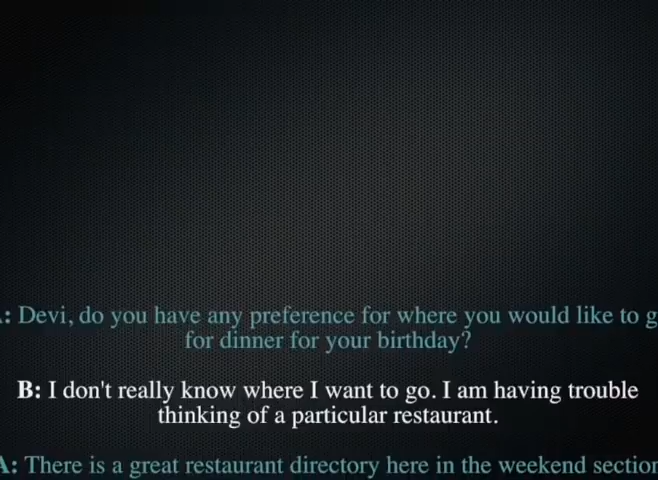 : Devi, do you have any preference for where you would like to g
for dinner for your birthday?
B: I don't really know where I want to go. I am having trouble
thinking of a particular restaurant.
A: There is a great restaurant directory here in the weekend section